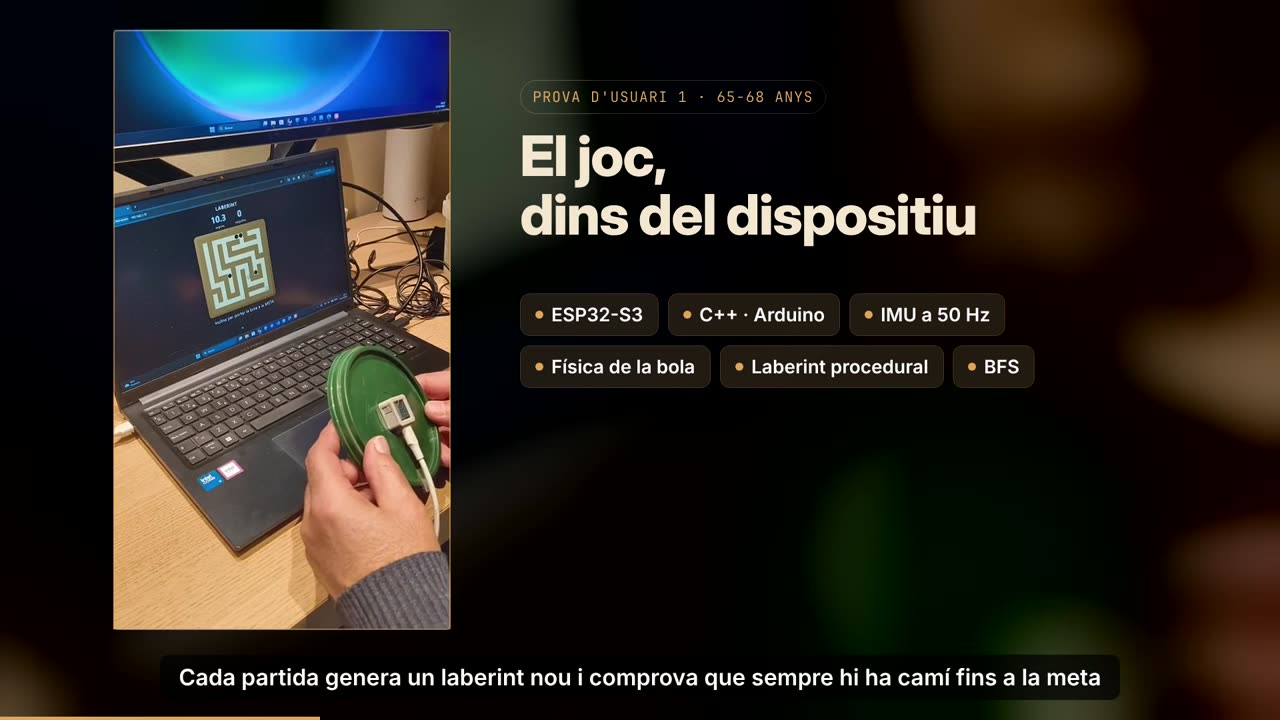 PROVA D'USUARI 1 · 65-68 ANYS
El joc,
dins del dispositiu
ESP32-S3
C++ · Arduino
IMU a 50 Hz
Física de la bola
Laberint procedural
BFS
LABERINT
10.3 0
Cada partida genera un laberint nou i comprova que sempre hi ha camí fins a la meta